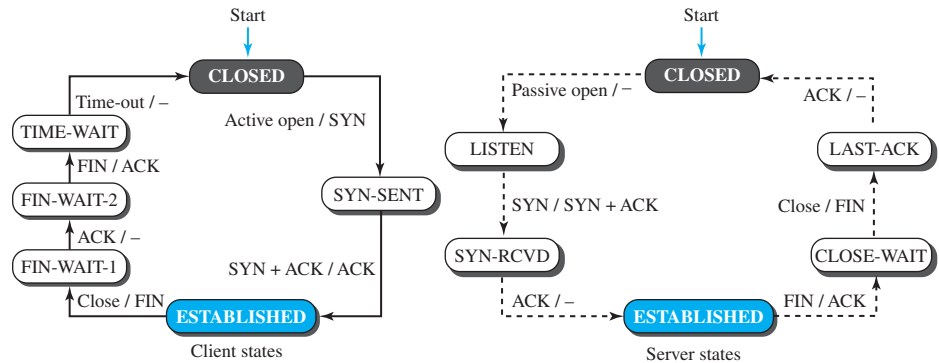 Start
CLOSED
Time-out / –
Active open / SYN
TIME-WAIT
FIN / ACK
SYN-SENT
FIN-WAIT-2
ACK / –
FIN-WAIT-1
SYN + ACK / ACK
Close / FIN
ESTABLISHED
Client states
Start
CLOSED
Passive open / –
ACK / –
LISTEN
LAST-ACK
SYN / SYN + ACK
Close / FIN
SYN-RCVD
CLOSE-WAIT
ACK / –
FIN / ACK
ESTABLISHED
Server states